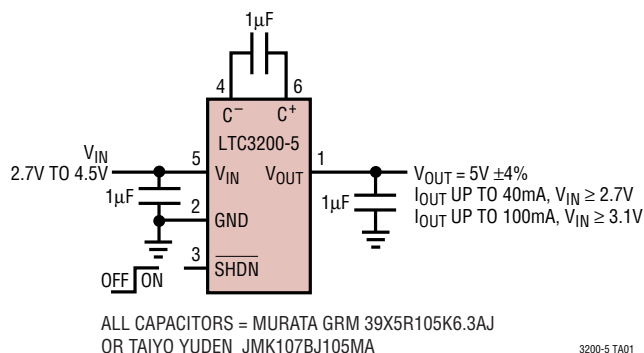 1µF
4 6
C− C+
LTC3200-5
VIN
2.7V TO 4.5V
5
VIN
VOUT
1
1µF
2
GND
3
SHDN
OFF ON
1µF
VOUT = 5V ±4%
IOUT UP TO 40mA, VIN ≥ 2.7V
IOUT UP TO 100mA, VIN ≥ 3.1V
ALL CAPACITORS = MURATA GRM 39X5R105K6.3AJ
OR TAIYO YUDEN JMK107BJ105MA
3200-5 TA01